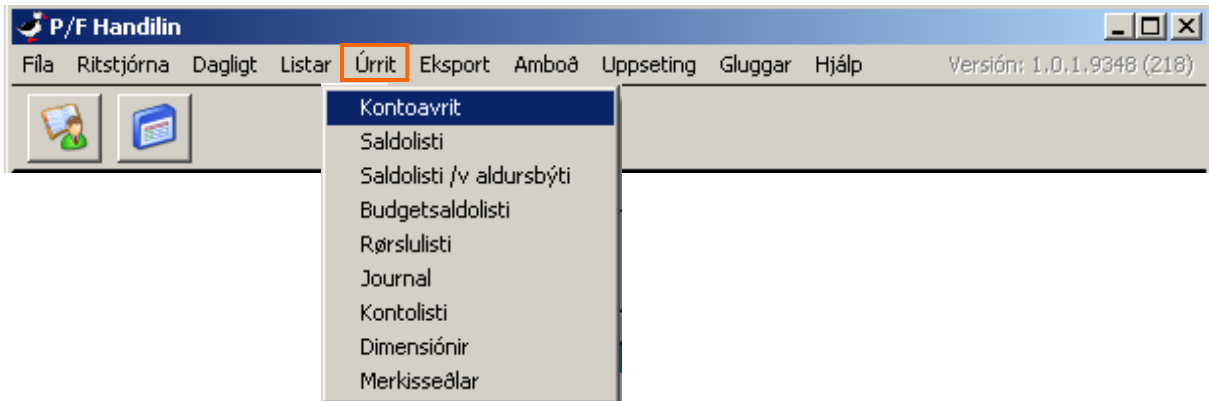 P/F Handilin
Fíla Ritstjórna Dagligt Listar Úrrit Eksport Amboð Uppseting Gluggar Hjálp Versión: 1.0.1.9348 (218)
Kontoavrit
Saldolisti
Saldolisti /v aldursbýti
Budgetsaldolisti
Rørslulisti
Journal
Kontolisti
Dimensiónir
Merkisseðlar